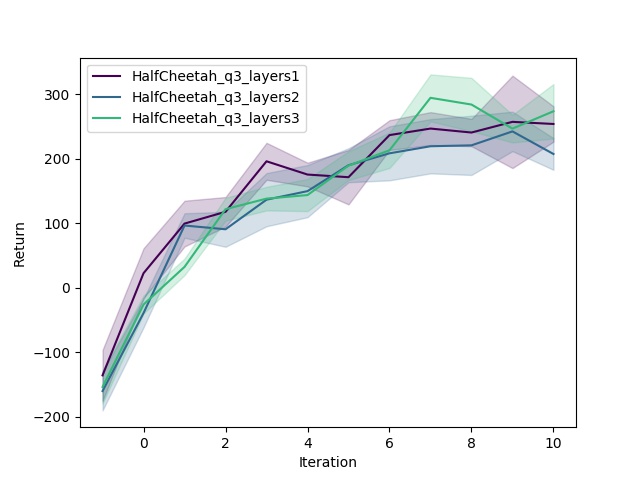 HalfCheetah_q3_layers1
HalfCheetah_q3_layers2
HalfCheetah_q3_layers3
300
200
100
0
−100
−200
Return
0 2 4 6 8 10
Iteration